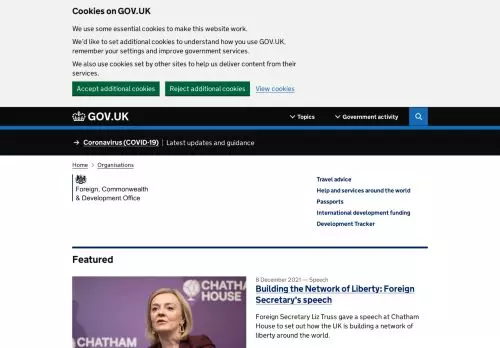 Cookies on GOV.UK
We use some essential cookies to make this website work.
We'd like to set additional cookies to understand how you use GOV.UK,
remember your settings and improve government services.
We also use cookies set by other sites to help us deliver content from their
services.
Accept additional cookies
Reject additional cookies
View cookies
GOV.UK
Topics
Government activity
Coronavirus (COVID-19)
Latest updates and guidance
Home
Organisations
Foreign, Commonwealth
& Development Office
Travel advice
Help and services around the world
Passports
International development funding
Development Tracker
Featured
CHATHAM
HOUSE
CHATHAM
8 December 2021 — Speech
Building the Network of Liberty: Foreign
Secretary's speech
Foreign Secretary Liz Truss gave a speech at Chatham
House to set out how the UK is building a network of
liberty around the world.